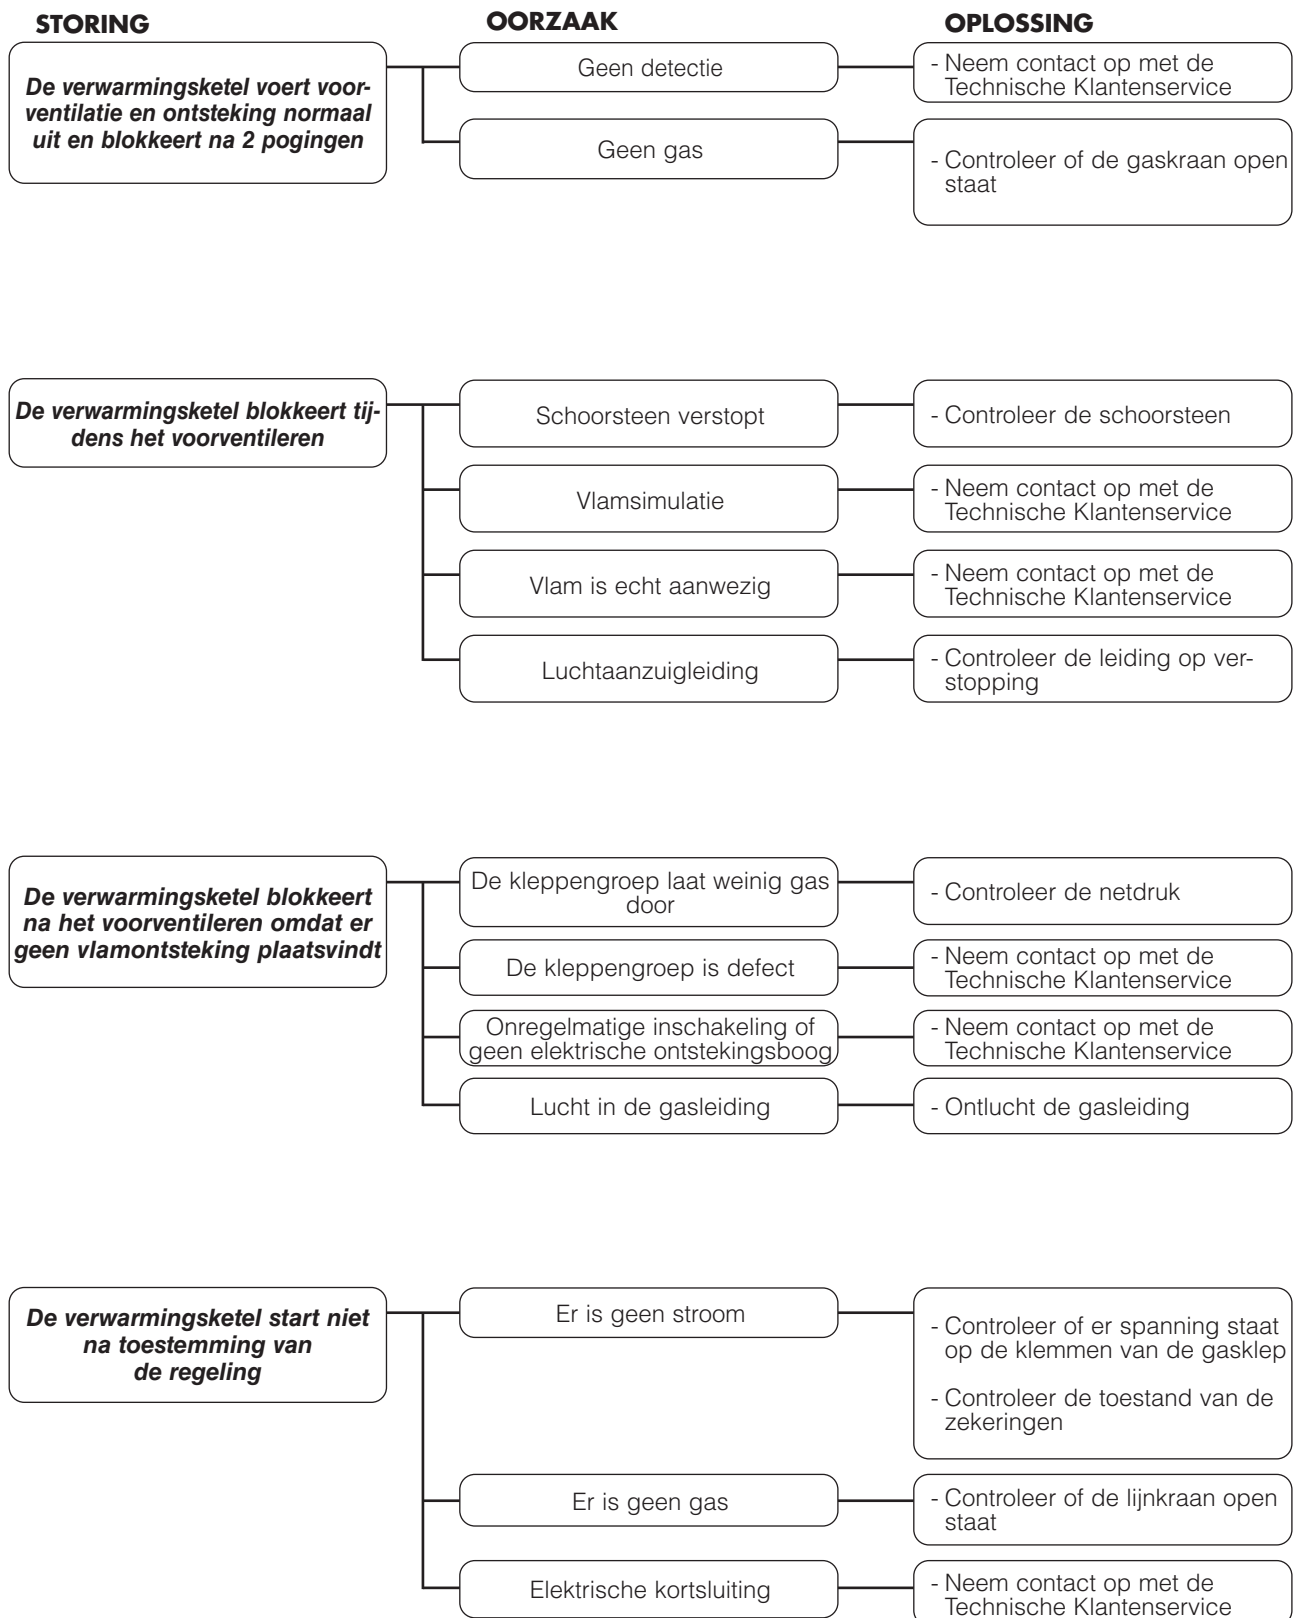 STORING
OORZAAK
OPLOSSING
De verwarmingsketel voert voor-
ventilatie en ontsteking normaal
uit en blokkeert na 2 pogingen
Geen detectie
- Neem contact op met de
Technische Klantenservice
Geen gas
- Controleer of de gaskraan open
staat
De verwarmingsketel blokkeert tij-
dens het voorventileren
Schoorsteen verstopt
- Controleer de schoorsteen
Vlamsimulatie
- Neem contact op met de
Technische Klantenservice
Vlam is echt aanwezig
- Neem contact op met de
Technische Klantenservice
Luchtaanzuigleiding
- Controleer de leiding op ver-
stopping
De verwarmingsketel blokkeert
na het voorventileren omdat er
geen vlamontsteking plaatsvindt
De kleppengroep laat weinig gas
door
- Controleer de netdruk
De kleppengroep is defect
- Neem contact op met de
Technische Klantenservice
Onregelmatige inschakeling of
geen elektrische ontstekingsboog
- Neem contact op met de
Technische Klantenservice
Lucht in de gasleiding
- Ontlucht de gasleiding
De verwarmingsketel start niet
na toestemming van
de regeling
Er is geen stroom
- Controleer of er spanning staat
op de klemmen van de gasklep
- Controleer de toestand van de
zekeringen
Er is geen gas
- Controleer of de lijnkraan open
staat
Elektrische kortsluiting
- Neem contact op met de
Technische Klantenservice